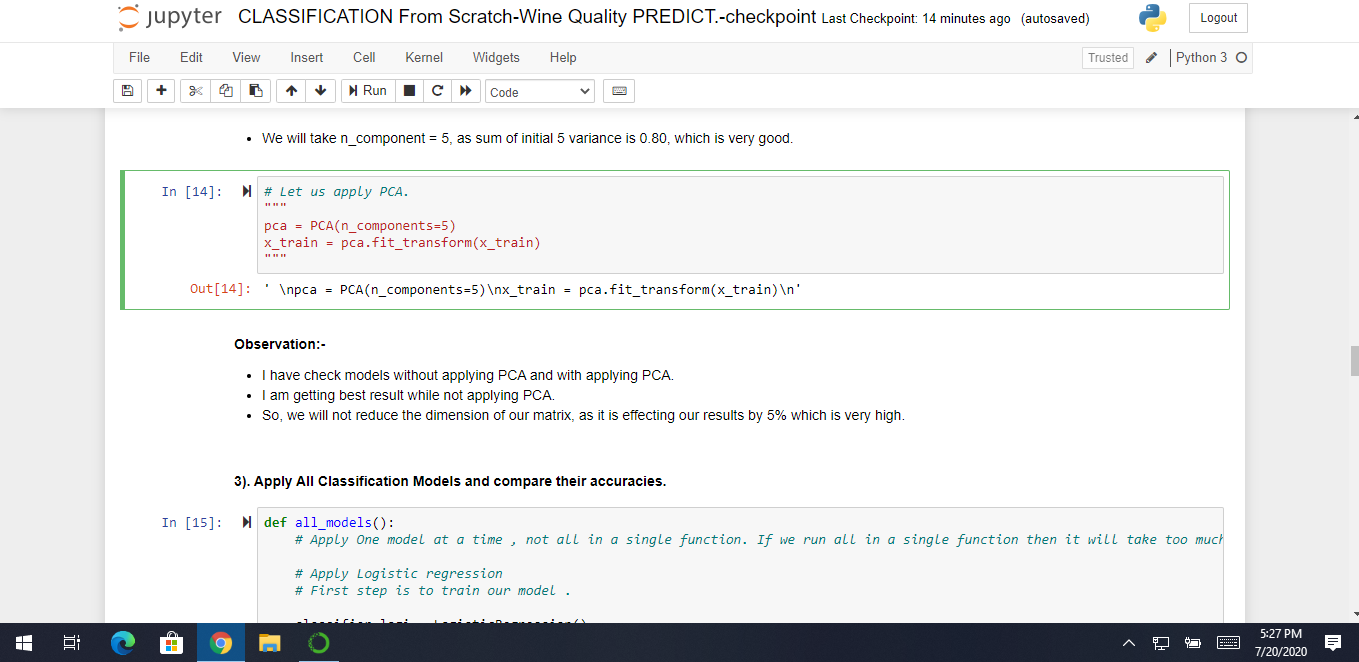 jupyter CLASSIFICATION From Scratch-Wine Quality PREDICT.-checkpoint Last Checkpoint: 14 minutes ago (autosaved) Logout
File Edit View Insert Cell Kernel Widgets Help Trusted Python 3
Run Code
We will take n_component = 5, as sum of initial 5 variance is 0.80, which is very good.
In [14]: # Let us apply PCA.
"""
pca = PCA(n_components=5)
x_train = pca.fit_transform(x_train)
"""
Out[14]: ' \npca = PCA(n_components=5)\nx_train = pca.fit_transform(x_train)\n'
Observation:-
I have check models without applying PCA and with applying PCA.
I am getting best result while not applying PCA.
So, we will not reduce the dimension of our matrix, as it is effecting our results by 5% which is very high.
3). Apply All Classification Models and compare their accuracies.
In [15]: def all_models():
# Apply One model at a time , not all in a single function. If we run all in a single function then it will take too much
# Apply Logistic regression
# First step is to train our model .
5:27 PM
7/20/2020